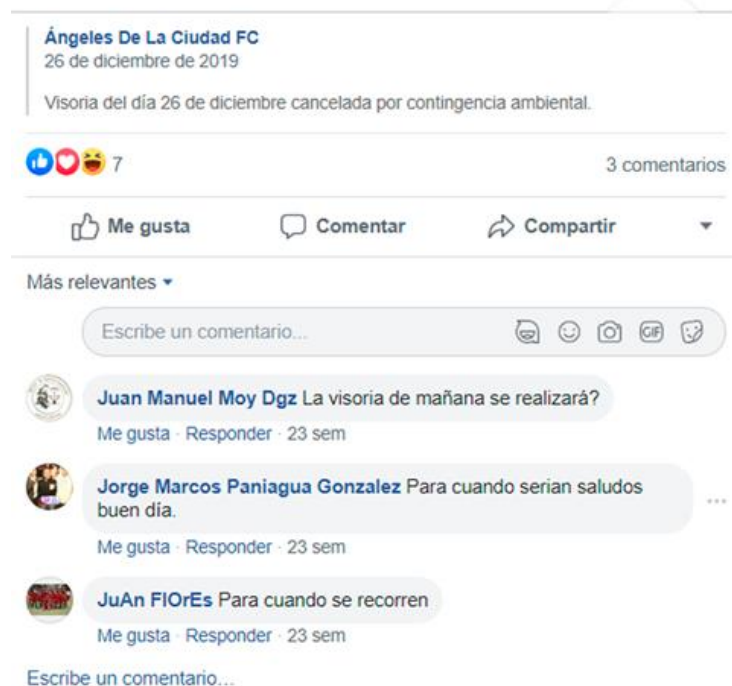 Ángeles De La Ciudad FC
26 de diciembre de 2019
Visoria del día 26 de diciembre cancelada por contingencia ambiental.
7
3 comentarios
Me gusta
Comentar
Compartir
Más relevantes
Escribe un comentario...
GIF
Juan Manuel Moy Dgz La visoria de mañana se realizará?
Me gusta · Responder · 23 sem
Jorge Marcos Paniagua Gonzalez Para cuando serian saludos
buen día.
Me gusta · Responder · 23 sem
JuAn FlOrEs Para cuando se recorren
Me gusta · Responder · 23 sem
Escribe un comentario...